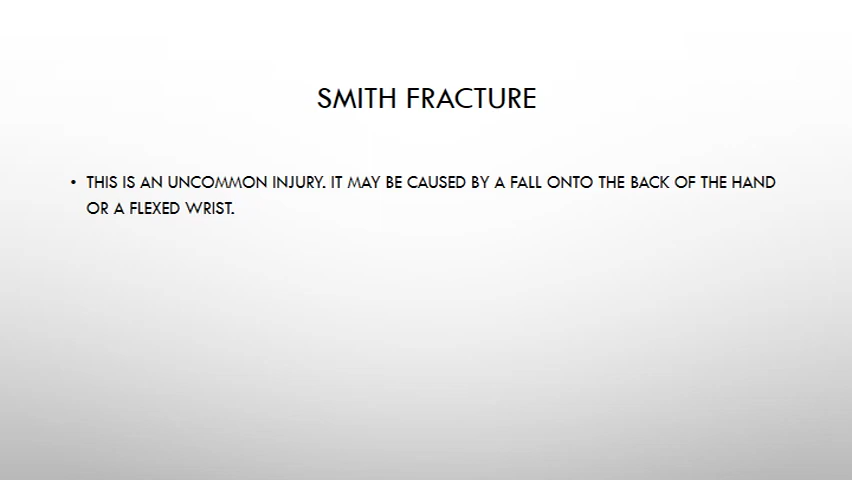 SMITH FRACTURE
• THIS IS AN UNCOMMON INJURY. IT MAY BE CAUSED BY A FALL ONTO THE BACK OF THE HAND
OR A FLEXED WRIST.